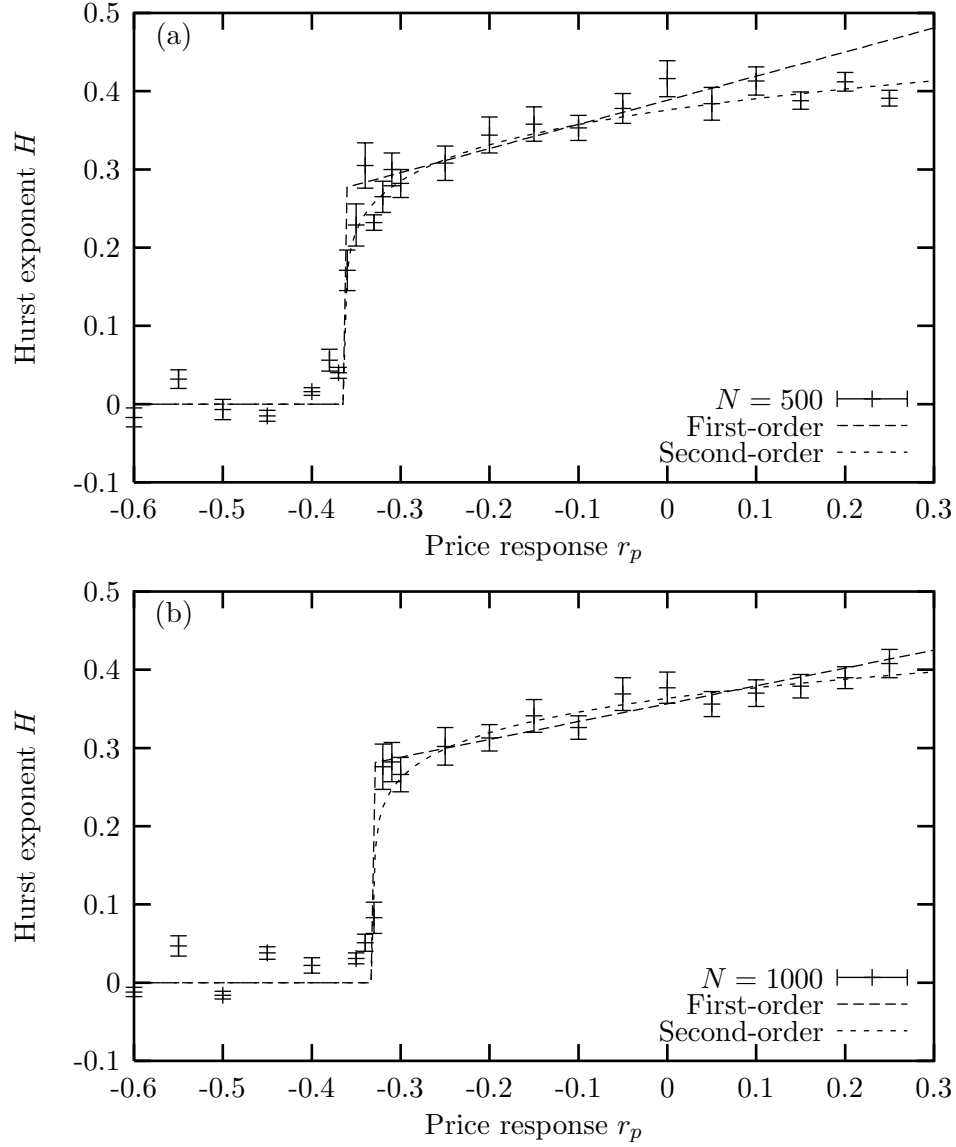 0.5
(a)
0.4
0.3
0.2
0.1
0
-0.1
Hurst exponent H
N = 500
First-order
Second-order
-0.6 -0.5 -0.4 -0.3 -0.2 -0.1 0 0.1 0.2 0.3
Price response r_p
0.5
(b)
0.4
0.3
0.2
0.1
0
-0.1
Hurst exponent H
N = 1000
First-order
Second-order
-0.6 -0.5 -0.4 -0.3 -0.2 -0.1 0 0.1 0.2 0.3
Price response r_p